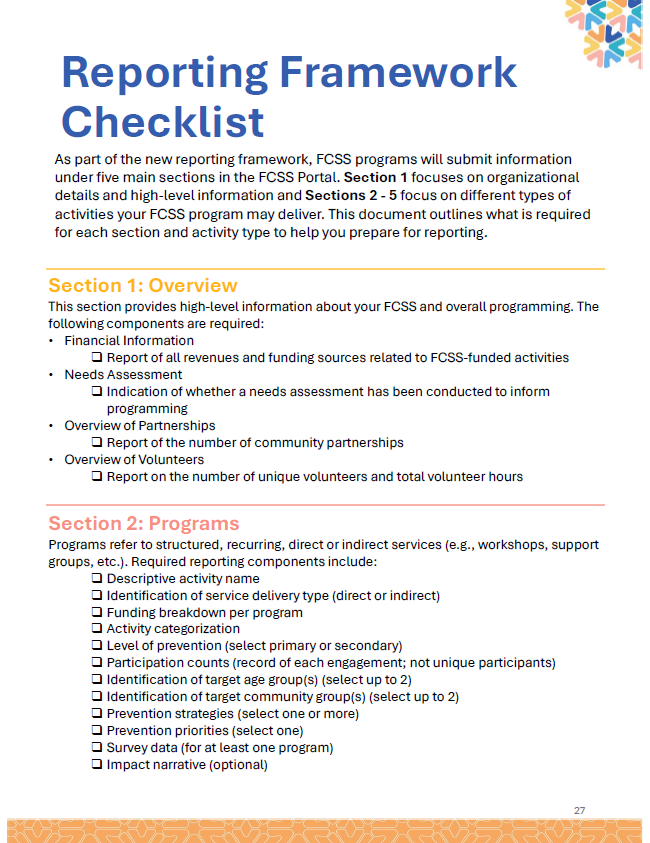 Reporting Framework
Checklist
As part of the new reporting framework, FCSS programs will submit information
under five main sections in the FCSS Portal. Section 1 focuses on organizational
details and high-level information and Sections 2 - 5 focus on different types of
activities your FCSS program may deliver. This document outlines what is required
for each section and activity type to help you prepare for reporting.
Section 1: Overview
This section provides high-level information about your FCSS and overall programming. The
following components are required:
• Financial Information
❑ Report of all revenues and funding sources related to FCSS-funded activities
• Needs Assessment
❑ Indication of whether a needs assessment has been conducted to inform
programming
• Overview of Partnerships
❑ Report of the number of community partnerships
• Overview of Volunteers
❑ Report on the number of unique volunteers and total volunteer hours
Section 2: Programs
Programs refer to structured, recurring, direct or indirect services (e.g., workshops, support
groups, etc.). Required reporting components include:
❑ Descriptive activity name
❑ Identification of service delivery type (direct or indirect)
❑ Funding breakdown per program
❑ Activity categorization
❑ Level of prevention (select primary or secondary)
❑ Participation counts (record of each engagement; not unique participants)
❑ Identification of target age group(s) (select up to 2)
❑ Identification of target community group(s) (select up to 2)
❑ Prevention strategies (select one or more)
❑ Prevention priorities (select one)
❑ Survey data (for at least one program)
❑ Impact narrative (optional)
27